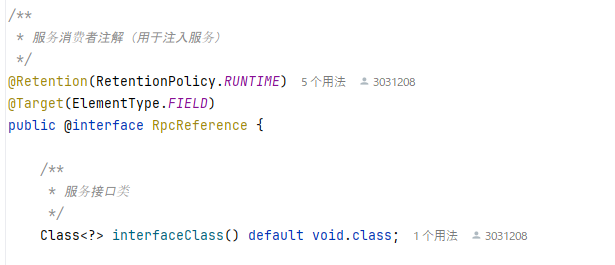 /**
 * 服务消费者注解（用于注入服务）
 */
@Retention(RetentionPolicy.RUNTIME) 5 个用法 3031208
@Target(ElementType.FIELD)
public @interface RpcReference {
    /**
     * 服务接口类
     */
    Class<?> interfaceClass() default void.class; 1 个用法 3031208